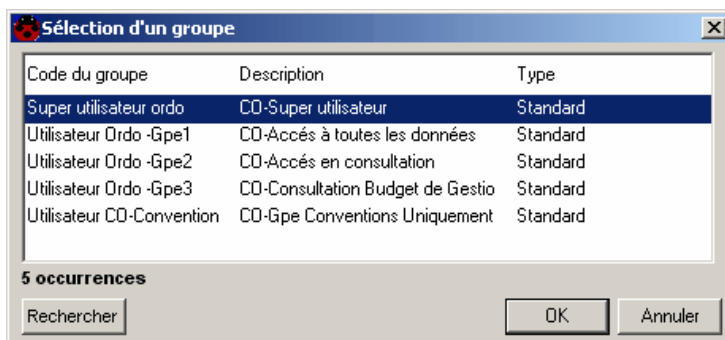 Sélection d'un groupe
Code du groupe Description Type
Super utilisateur ordo CO-Super utilisateur Standard
Utilisateur Ordo -Gpe1 CO-Accés à toutes les données Standard
Utilisateur Ordo -Gpe2 CO-Accés en consultation Standard
Utilisateur Ordo -Gpe3 CO-Consultation Budget de Gestio Standard
Utilisateur CO-Convention CO-Gpe Conventions Uniquement Standard
5 occurrences
Rechercher OK Annuler